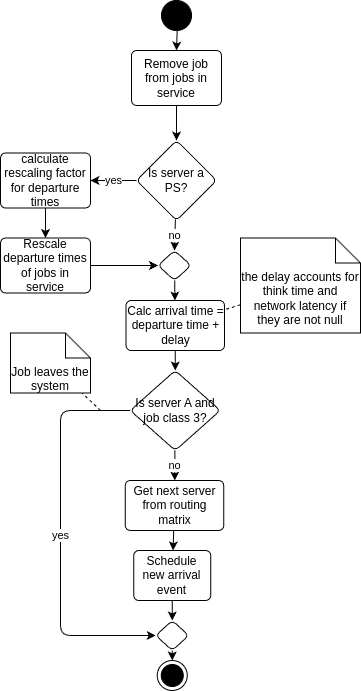 Remove job
from jobs in
service
Is server a
PS?
yes
calculate
rescaling factor
for departure
times
no
Rescale
departure times
of jobs in
service
the delay accounts for
think time and
network latency if
they are not null
Calc arrival time =
departure time +
delay
Job leaves the
system
Is server A and
job class 3?
no
Get next server
from routing
matrix
yes
Schedule
new arrival
event